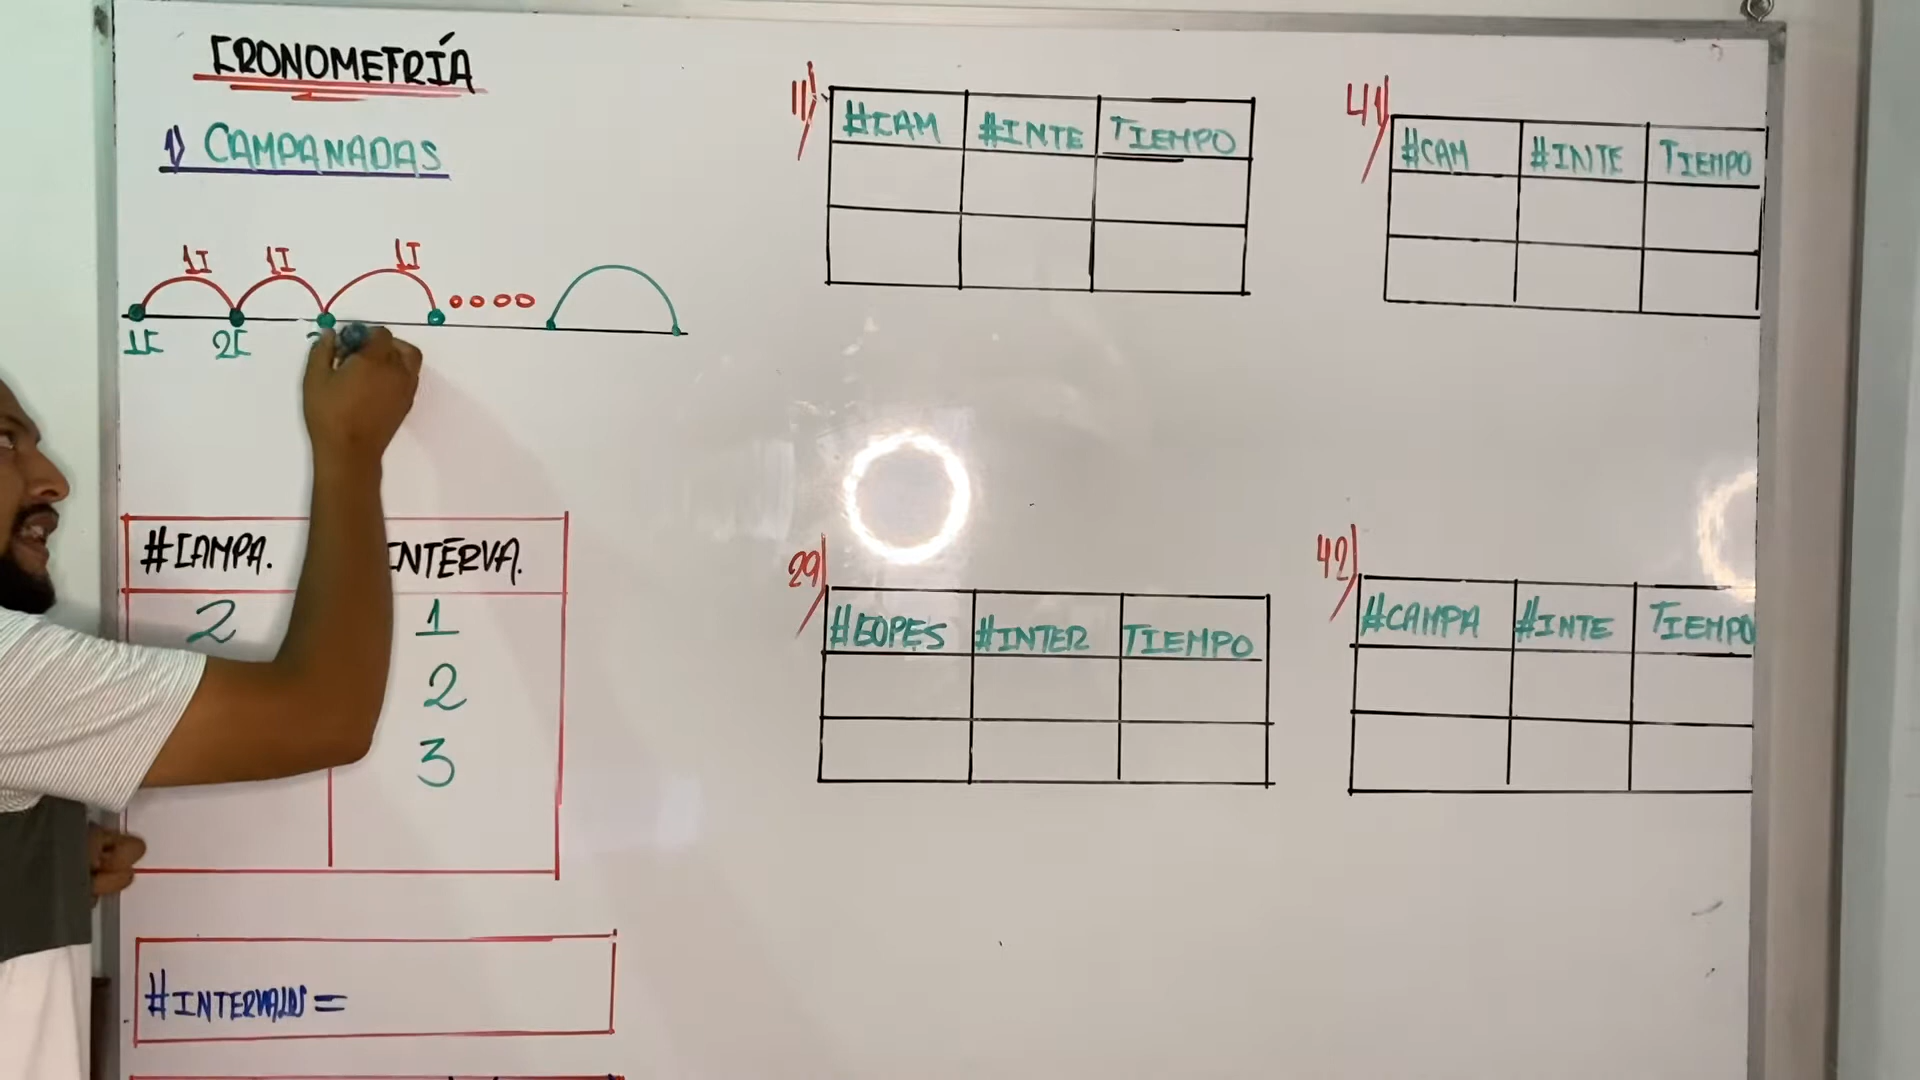 CRONOMETRÍA
1) CAMPANADAS
1I 1I 1I
1C 2C
#CAMPA. INTERVA.
2 1
2
3
#INTERVALOS =
11)
#CAM #INTE TIEMPO
41)
#CAM #INTE TIEMPO
29)
#GOPES #INTER TIEMPO
42)
#CAMPA #INTE TIEMPO